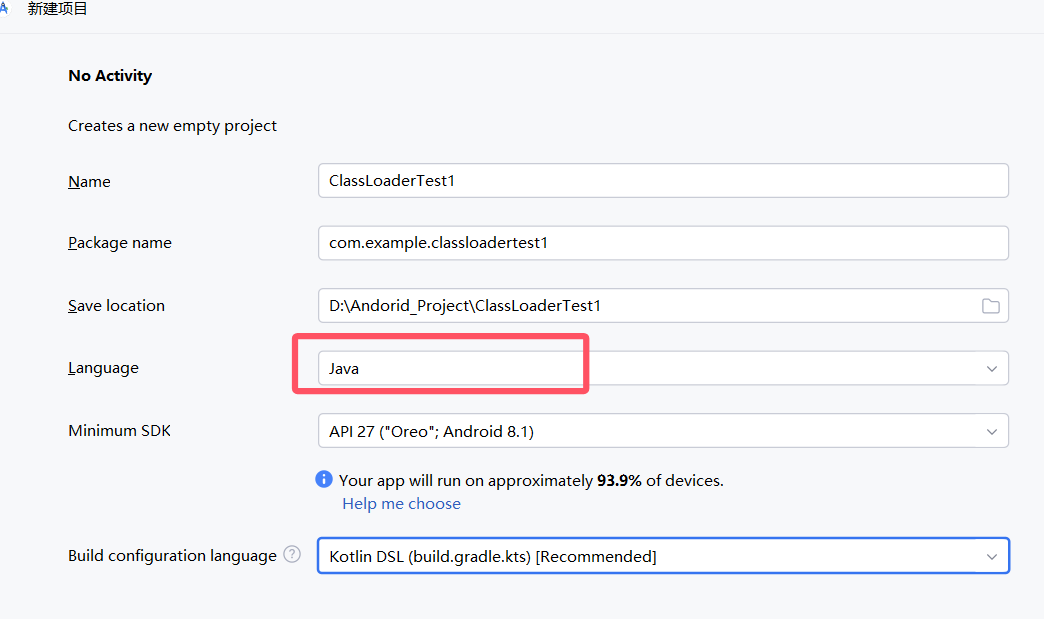 新建项目
No Activity
Creates a new empty project
Name ClassLoaderTest1
Package name com.example.classloadertest1
Save location D:\Andorid_Project\ClassLoaderTest1
Language Java
Minimum SDK API 27 ("Oreo"; Android 8.1)
Your app will run on approximately 93.9% of devices.
Help me choose
Build configuration language ? Kotlin DSL (build.gradle.kts) [Recommended]